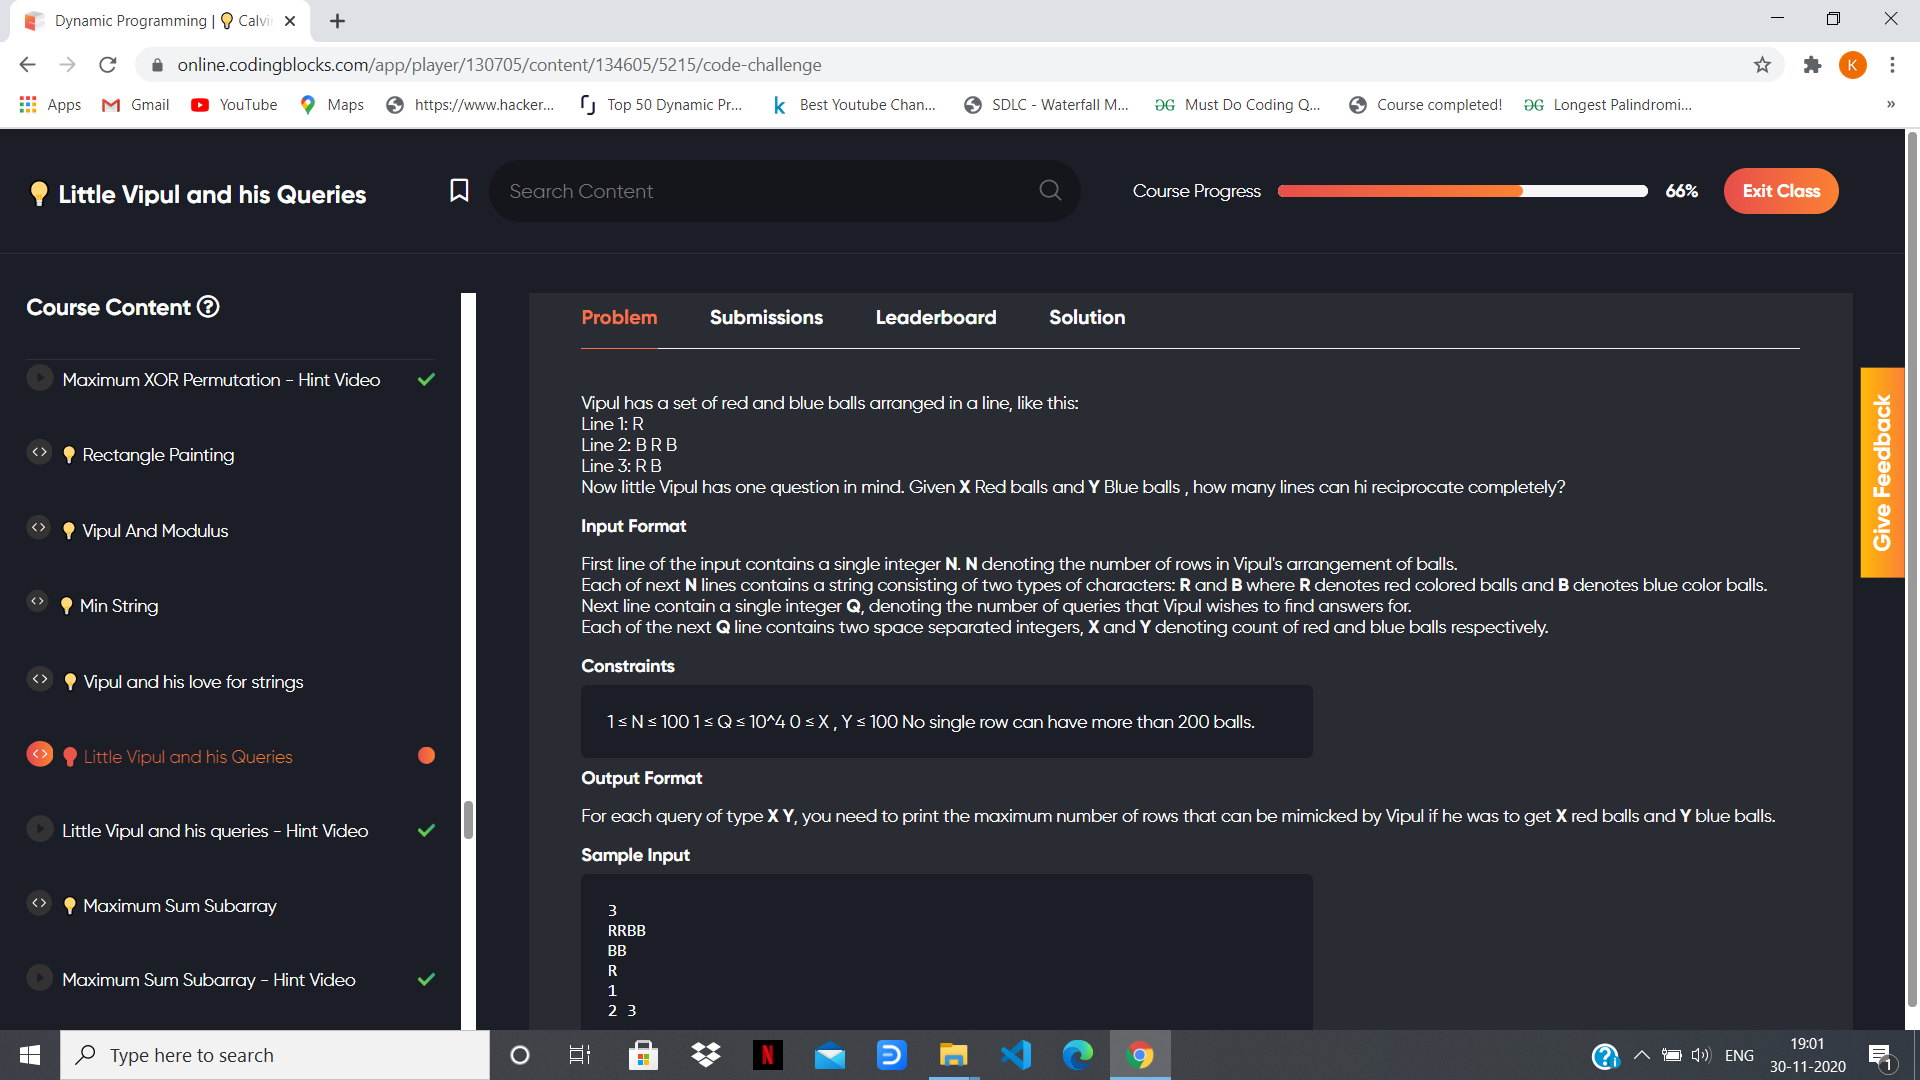 Dynamic Programming | 💡 Calvi
online.codingblocks.com/app/player/130705/content/134605/5215/code-challenge
K
Apps
Gmail
YouTube
Maps
https://www.hacker...
Top 50 Dynamic Pr...
Best Youtube Chan...
SDLC - Waterfall M...
Must Do Coding Q...
Course completed!
Longest Palindromi...
»
💡 Little Vipul and his Queries
Search Content
Course Progress
66%
Exit Class
Course Content
Maximum XOR Permutation - Hint Video
💡 Rectangle Painting
💡 Vipul And Modulus
💡 Min String
💡 Vipul and his love for strings
Little Vipul and his Queries
Little Vipul and his queries - Hint Video
💡 Maximum Sum Subarray
Maximum Sum Subarray - Hint Video
Problem
Submissions
Leaderboard
Solution
Vipul has a set of red and blue balls arranged in a line, like this:
Line 1: R
Line 2: B R B
Line 3: R B
Now little Vipul has one question in mind. Given X Red balls and Y Blue balls , how many lines can hi reciprocate completely?
Input Format
First line of the input contains a single integer N. N denoting the number of rows in Vipul's arrangement of balls.
Each of next N lines contains a string consisting of two types of characters: R and B where R denotes red colored balls and B denotes blue color balls.
Next line contain a single integer Q, denoting the number of queries that Vipul wishes to find answers for.
Each of the next Q line contains two space separated integers, X and Y denoting count of red and blue balls respectively.
Constraints
1 ≤ N ≤ 100 1 ≤ Q ≤ 10^4 0 ≤ X , Y ≤ 100 No single row can have more than 200 balls.
Output Format
For each query of type X Y, you need to print the maximum number of rows that can be mimicked by Vipul if he was to get X red balls and Y blue balls.
Sample Input
3
RRBB
BB
R
1
2 3
Give Feedback
Type here to search
ENG
19:01
30-11-2020
1